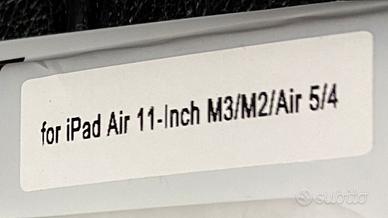 for iPad Air 11-Inch M3/M2/Air 5/4
subito